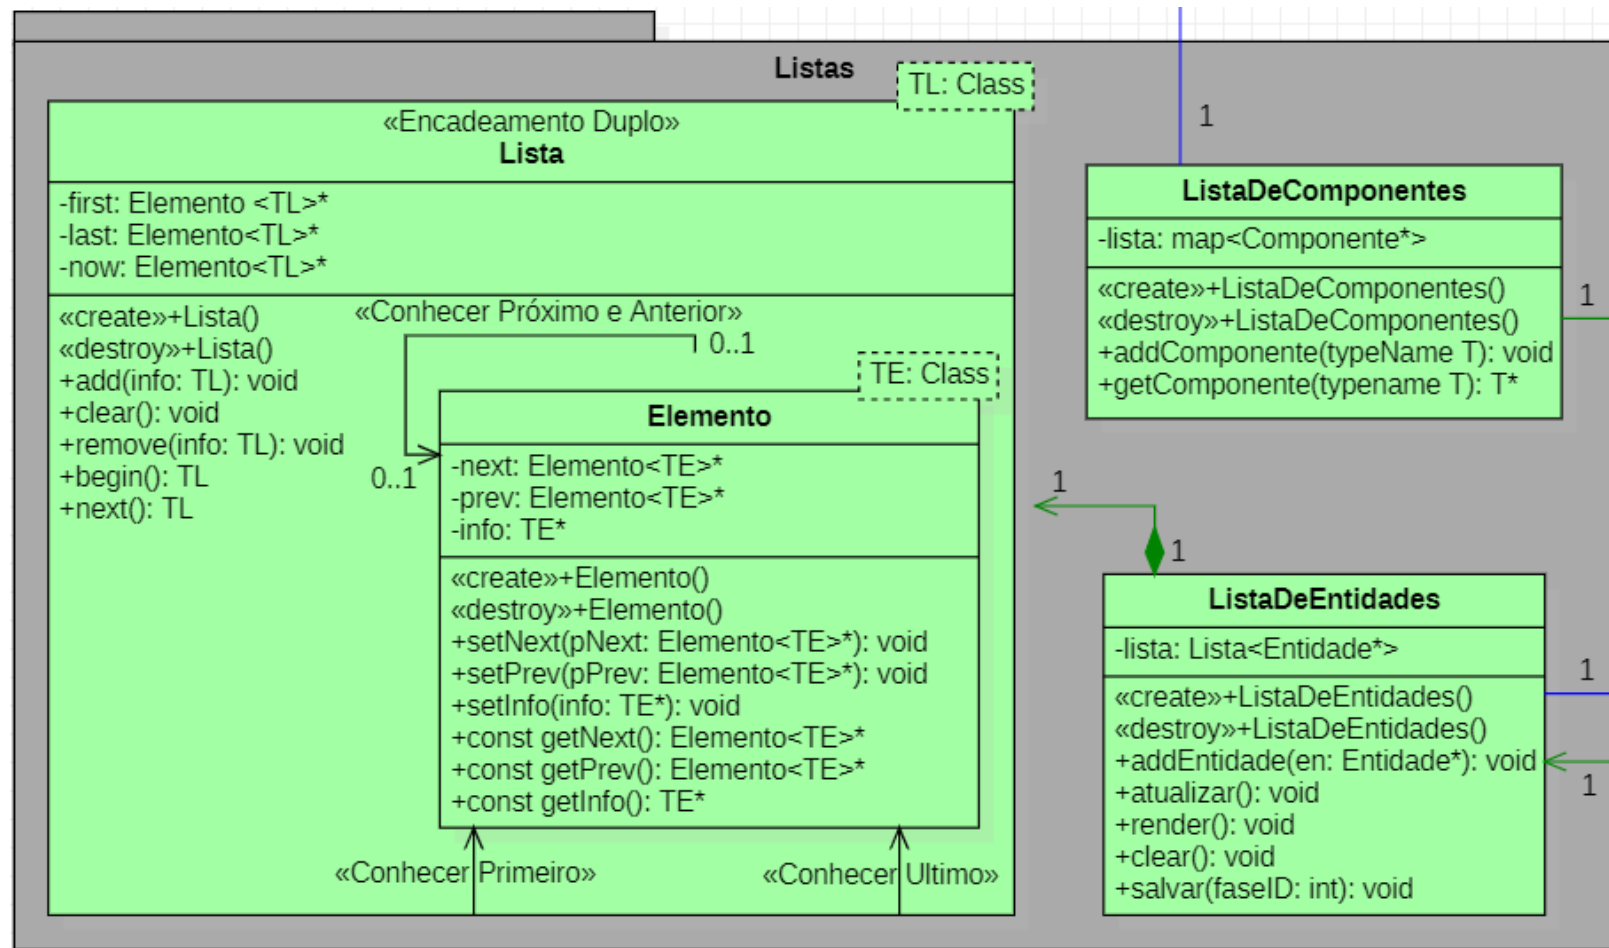 Listas
TL: Class
«Encadeamento Duplo»
Lista
-first: Elemento <TL>*
-last: Elemento<TL>*
-now: Elemento<TL>*
«create»+Lista()
«destroy»+Lista()
+add(info: TL): void
+clear(): void
+remove(info: TL): void
+begin(): TL
+next(): TL
«Conhecer Próximo e Anterior»
0..1
0..1
TE: Class
Elemento
-next: Elemento<TE>*
-prev: Elemento<TE>*
-info: TE*
«create»+Elemento()
«destroy»+Elemento()
+setNext(pNext: Elemento<TE>*): void
+setPrev(pPrev: Elemento<TE>*): void
+setInfo(info: TE*): void
+const getNext(): Elemento<TE>*
+const getPrev(): Elemento<TE>*
+const getInfo(): TE*
«Conhecer Primeiro»
«Conhecer Ultimo»
1
ListaDeComponentes
-lista: map<Componente*>
«create»+ListaDeComponentes()
«destroy»+ListaDeComponentes()
+addComponente(typeName T): void
+getComponente(typename T): T*
1
1
1
ListaDeEntidades
-lista: Lista<Entidade*>
«create»+ListaDeEntidades()
«destroy»+ListaDeEntidades()
+addEntidade(en: Entidade*): void
+atualizar(): void
+render(): void
+clear(): void
+salvar(faseID: int): void
1
1